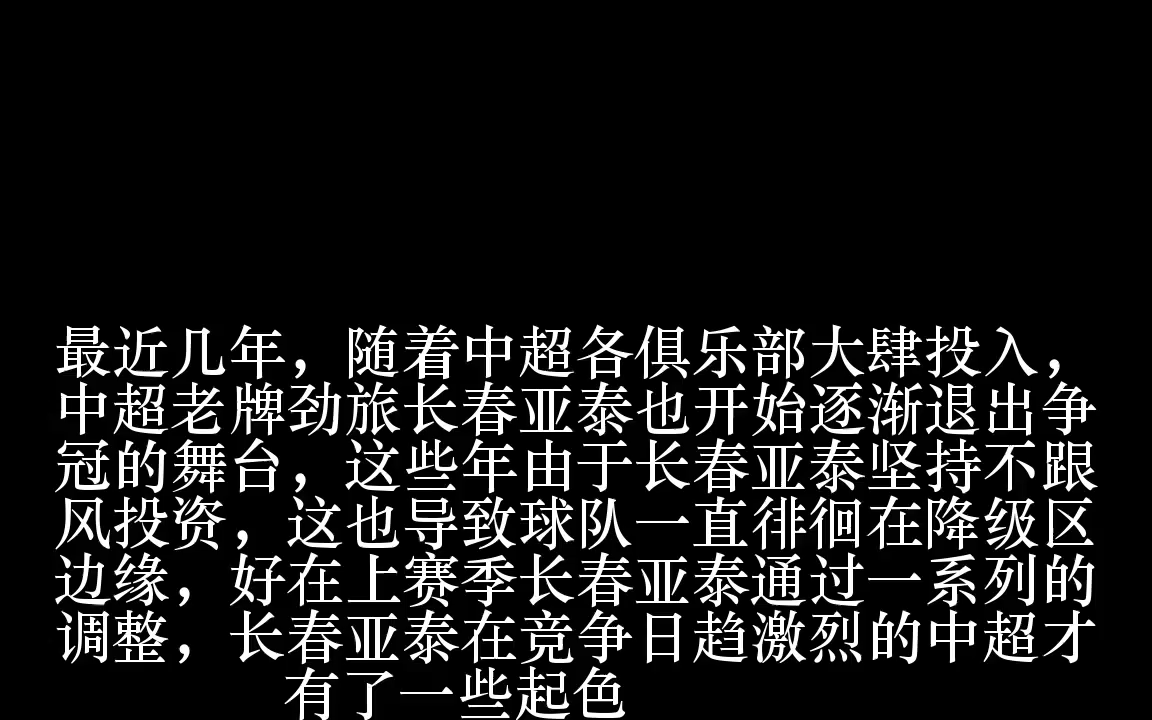 最近几年，随着中超各俱乐部大肆投入，
中超老牌劲旅长春亚泰也开始逐渐退出争
冠的舞台，这些年由于长春亚泰坚持不跟
风投资，这也导致球队一直徘徊在降级区
边缘，好在上赛季长春亚泰通过一系列的
调整，长春亚泰在竞争日趋激烈的中超才
有了一些起色